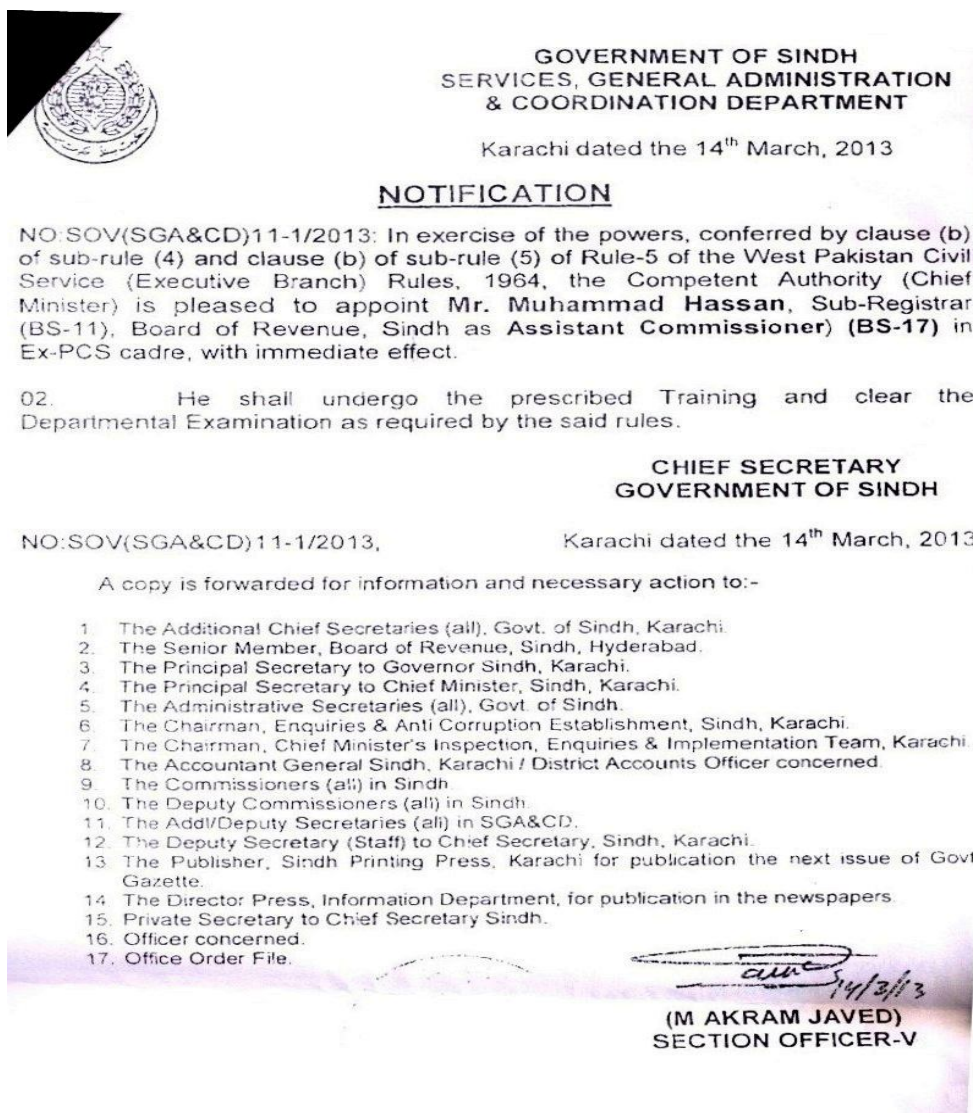 GOVERNMENT OF SINDH
SERVICES, GENERAL ADMINISTRATION
& COORDINATION DEPARTMENT
Karachi dated the 14th March, 2013
NOTIFICATION
NO:SOV(SGA&CD)11-1/2013: In exercise of the powers, conferred by clause (b)
of sub-rule (4) and clause (b) of sub-rule (5) of Rule-5 of the West Pakistan Civil
Service (Executive Branch) Rules, 1964, the Competent Authority (Chief
Minister) is pleased to appoint Mr. Muhammad Hassan, Sub-Registrar
(BS-11), Board of Revenue, Sindh as Assistant Commissioner) (BS-17) in
Ex-PCS cadre, with immediate effect.
02. He shall undergo the prescribed Training and clear the
Departmental Examination as required by the said rules.
CHIEF SECRETARY
GOVERNMENT OF SINDH
NO:SOV(SGA&CD)11-1/2013, Karachi dated the 14th March, 2013
A copy is forwarded for information and necessary action to:-
1. The Additional Chief Secretaries (all), Govt. of Sindh, Karachi.
2. The Senior Member, Board of Revenue, Sindh, Hyderabad.
3. The Principal Secretary to Governor Sindh, Karachi.
4. The Principal Secretary to Chief Minister, Sindh, Karachi.
5. The Administrative Secretaries (all), Govt. of Sindh.
6. The Chairman, Enquiries & Anti Corruption Establishment, Sindh, Karachi.
7. The Chairman, Chief Minister's Inspection, Enquiries & Implementation Team, Karachi.
8. The Accountant General Sindh, Karachi / District Accounts Officer concerned.
9. The Commissioners (all) in Sindh.
10. The Deputy Commissioners (all) in Sindh.
11. The Addl/Deputy Secretaries (all) in SGA&CD.
12. The Deputy Secretary (Staff) to Chief Secretary, Sindh, Karachi.
13. The Publisher, Sindh Printing Press, Karachi for publication the next issue of Govt
Gazette.
14. The Director Press, Information Department, for publication in the newspapers.
15. Private Secretary to Chief Secretary Sindh.
16. Officer concerned.
17. Office Order File.
14/3/13
(M AKRAM JAVED)
SECTION OFFICER-V